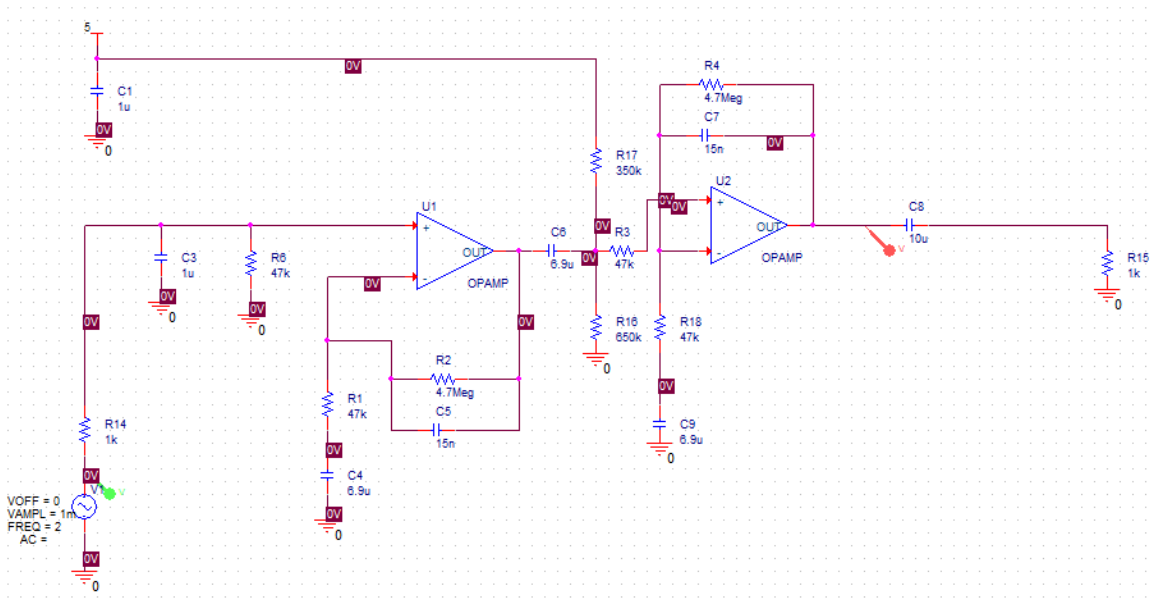 5
0V
C1
1u
0V
0
R17
350k
R4
4.7Meg
C7
15n
0V
U1
+
-
OUT
OPAMP
C6
6.9u
0V
0V
R3
47k
0V
0V
U2
+
-
OUT
OPAMP
C8
10u
V
R15
1k
0
C3
1u
0V
0
R6
47k
0V
0
0V
0V
0V
R16
650k
0
R18
47k
0V
C9
6.9u
0
R2
4.7Meg
C5
15n
R1
47k
0V
C4
6.9u
0V
0
R14
1k
0V
V1
V
VOFF = 0
VAMPL = 1m
FREQ = 2
AC =
0V
0